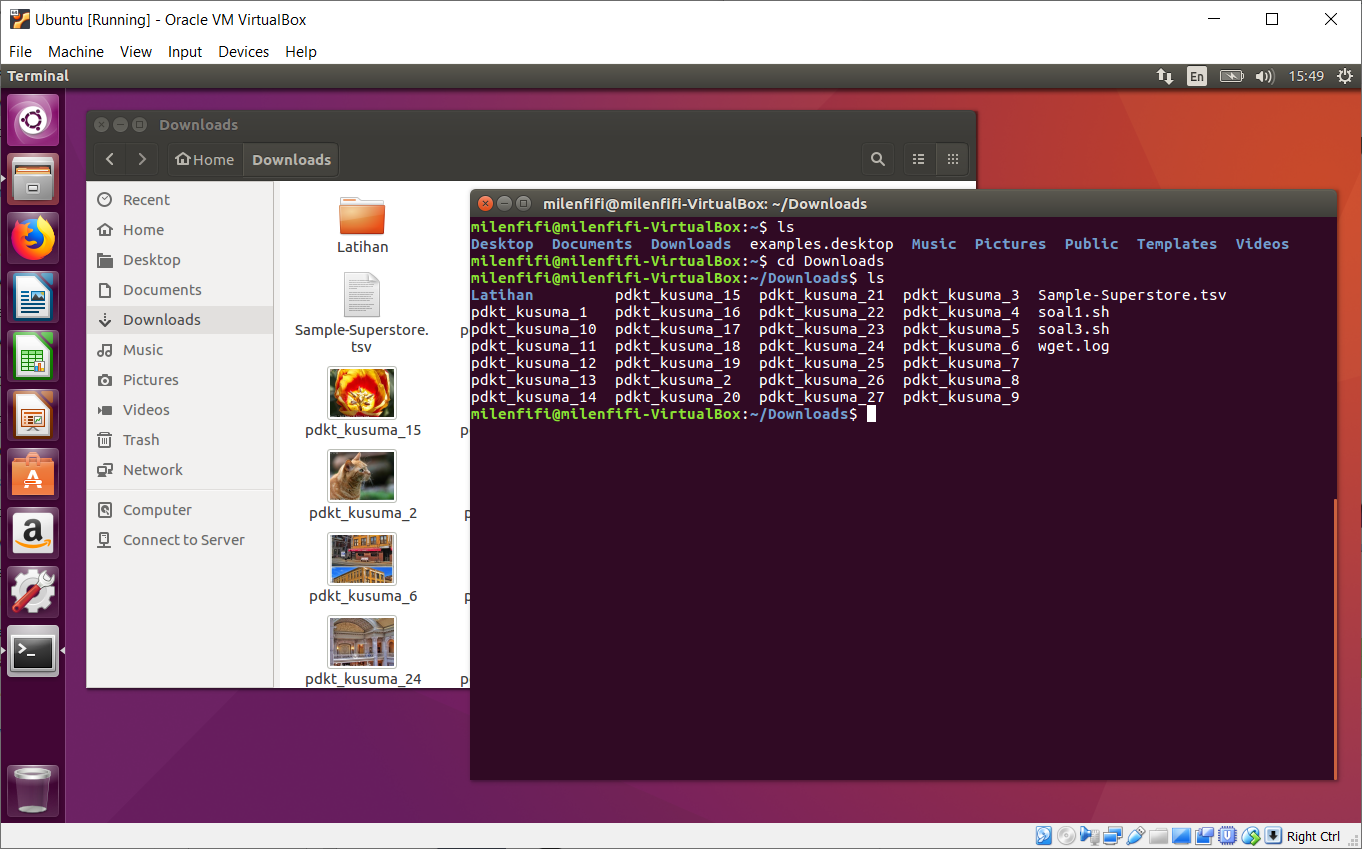 Ubuntu [Running] - Oracle VM VirtualBox
File Machine View Input Devices Help
Terminal En 15:49
Downloads
Home Downloads
Recent
Home
Desktop
Documents
Downloads
Music
Pictures
Videos
Trash
Network
Computer
Connect to Server
Latihan
Sample-Superstore.
tsv
pdkt_kusuma_15
pdkt_kusuma_2
pdkt_kusuma_6
pdkt_kusuma_24
milenfifi@milenfifi-VirtualBox: ~/Downloads
milenfifi@milenfifi-VirtualBox:~$ ls
Desktop Documents Downloads examples.desktop Music Pictures Public Templates Videos
milenfifi@milenfifi-VirtualBox:~$ cd Downloads
milenfifi@milenfifi-VirtualBox:~/Downloads$ ls
Latihan pdkt_kusuma_15 pdkt_kusuma_21 pdkt_kusuma_3 Sample-Superstore.tsv
pdkt_kusuma_1 pdkt_kusuma_16 pdkt_kusuma_22 pdkt_kusuma_4 soal1.sh
pdkt_kusuma_10 pdkt_kusuma_17 pdkt_kusuma_23 pdkt_kusuma_5 soal3.sh
pdkt_kusuma_11 pdkt_kusuma_18 pdkt_kusuma_24 pdkt_kusuma_6 wget.log
pdkt_kusuma_12 pdkt_kusuma_19 pdkt_kusuma_25 pdkt_kusuma_7
pdkt_kusuma_13 pdkt_kusuma_2 pdkt_kusuma_26 pdkt_kusuma_8
pdkt_kusuma_14 pdkt_kusuma_20 pdkt_kusuma_27 pdkt_kusuma_9
milenfifi@milenfifi-VirtualBox:~/Downloads$
Right Ctrl